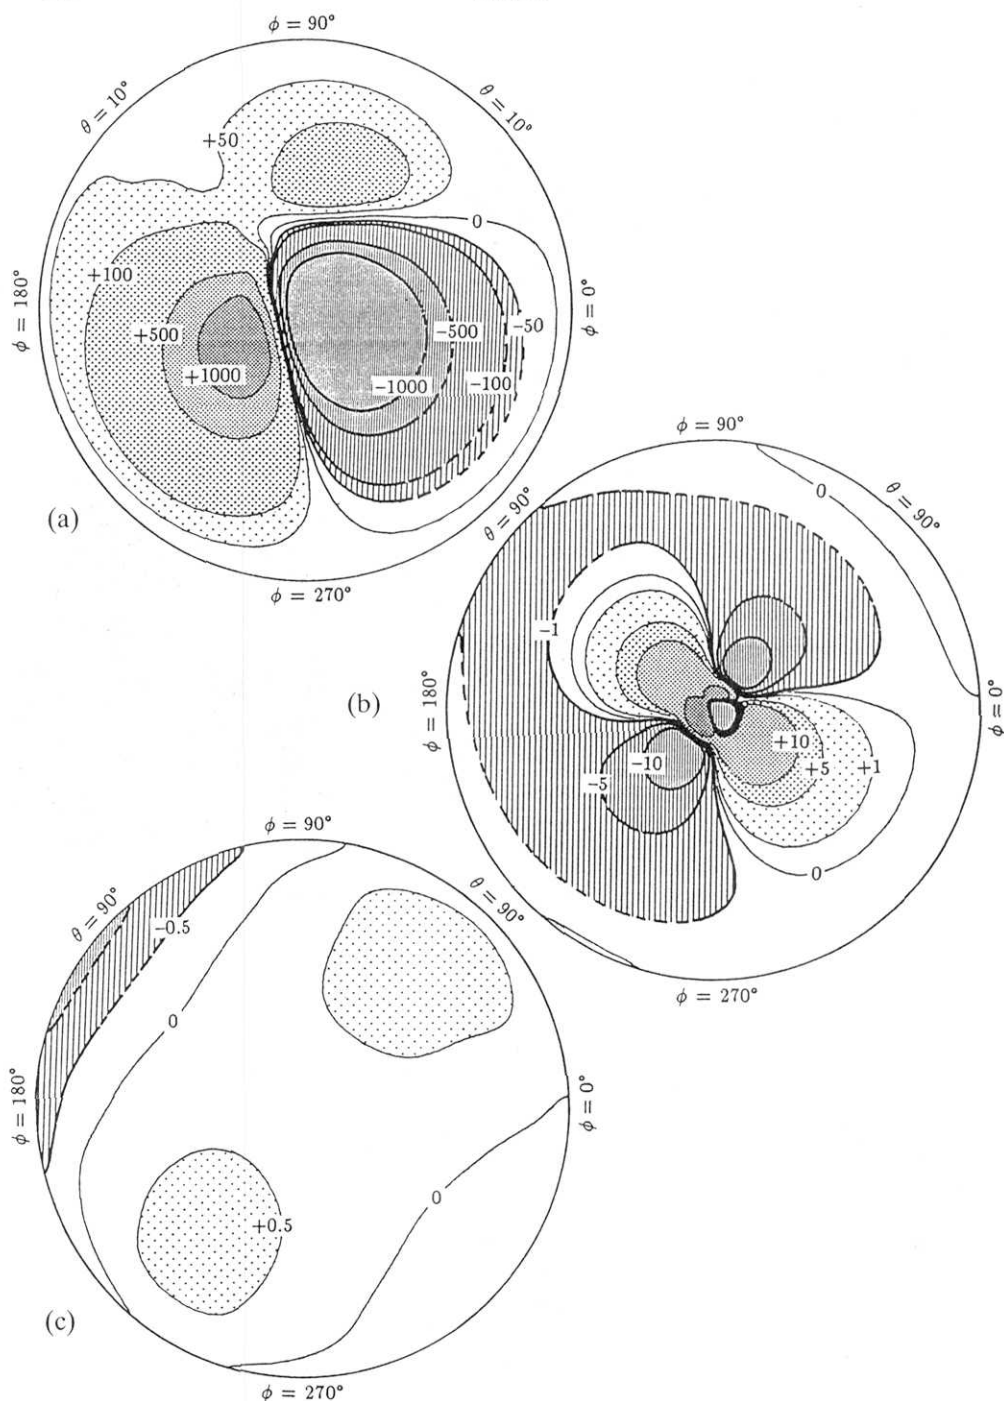 ϕ = 90°
θ = 10°
θ = 10°
+50
0
+100
ϕ = 180°
ϕ = 0°
+500
−500
−50
+1000
−1000
−100
(a)
ϕ = 270°
ϕ = 90°
θ = 90°
0
θ = 90°
−1
(b)
ϕ = 180°
ϕ = 0°
+10
−10
+5
+1
−5
0
ϕ = 270°
ϕ = 90°
θ = 90°
θ = 90°
−0.5
0
ϕ = 180°
ϕ = 0°
0
+0.5
(c)
ϕ = 270°